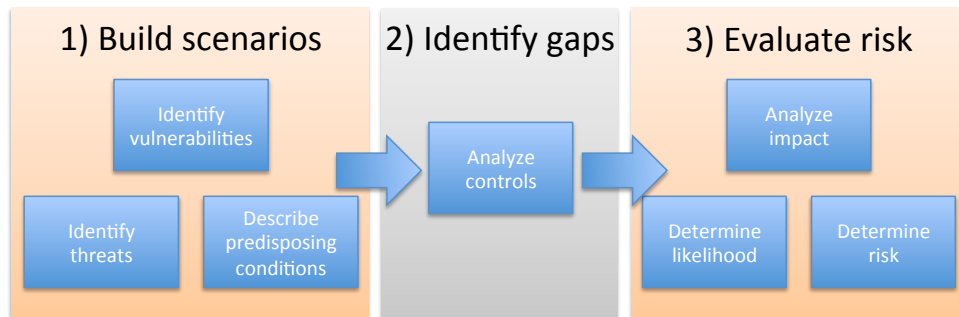 1) Build scenarios
Identify
vulnerabilities
Identify
threats
Describe
predisposing
conditions
2) Identify gaps
Analyze
controls
3) Evaluate risk
Analyze
impact
Determine
likelihood
Determine
risk